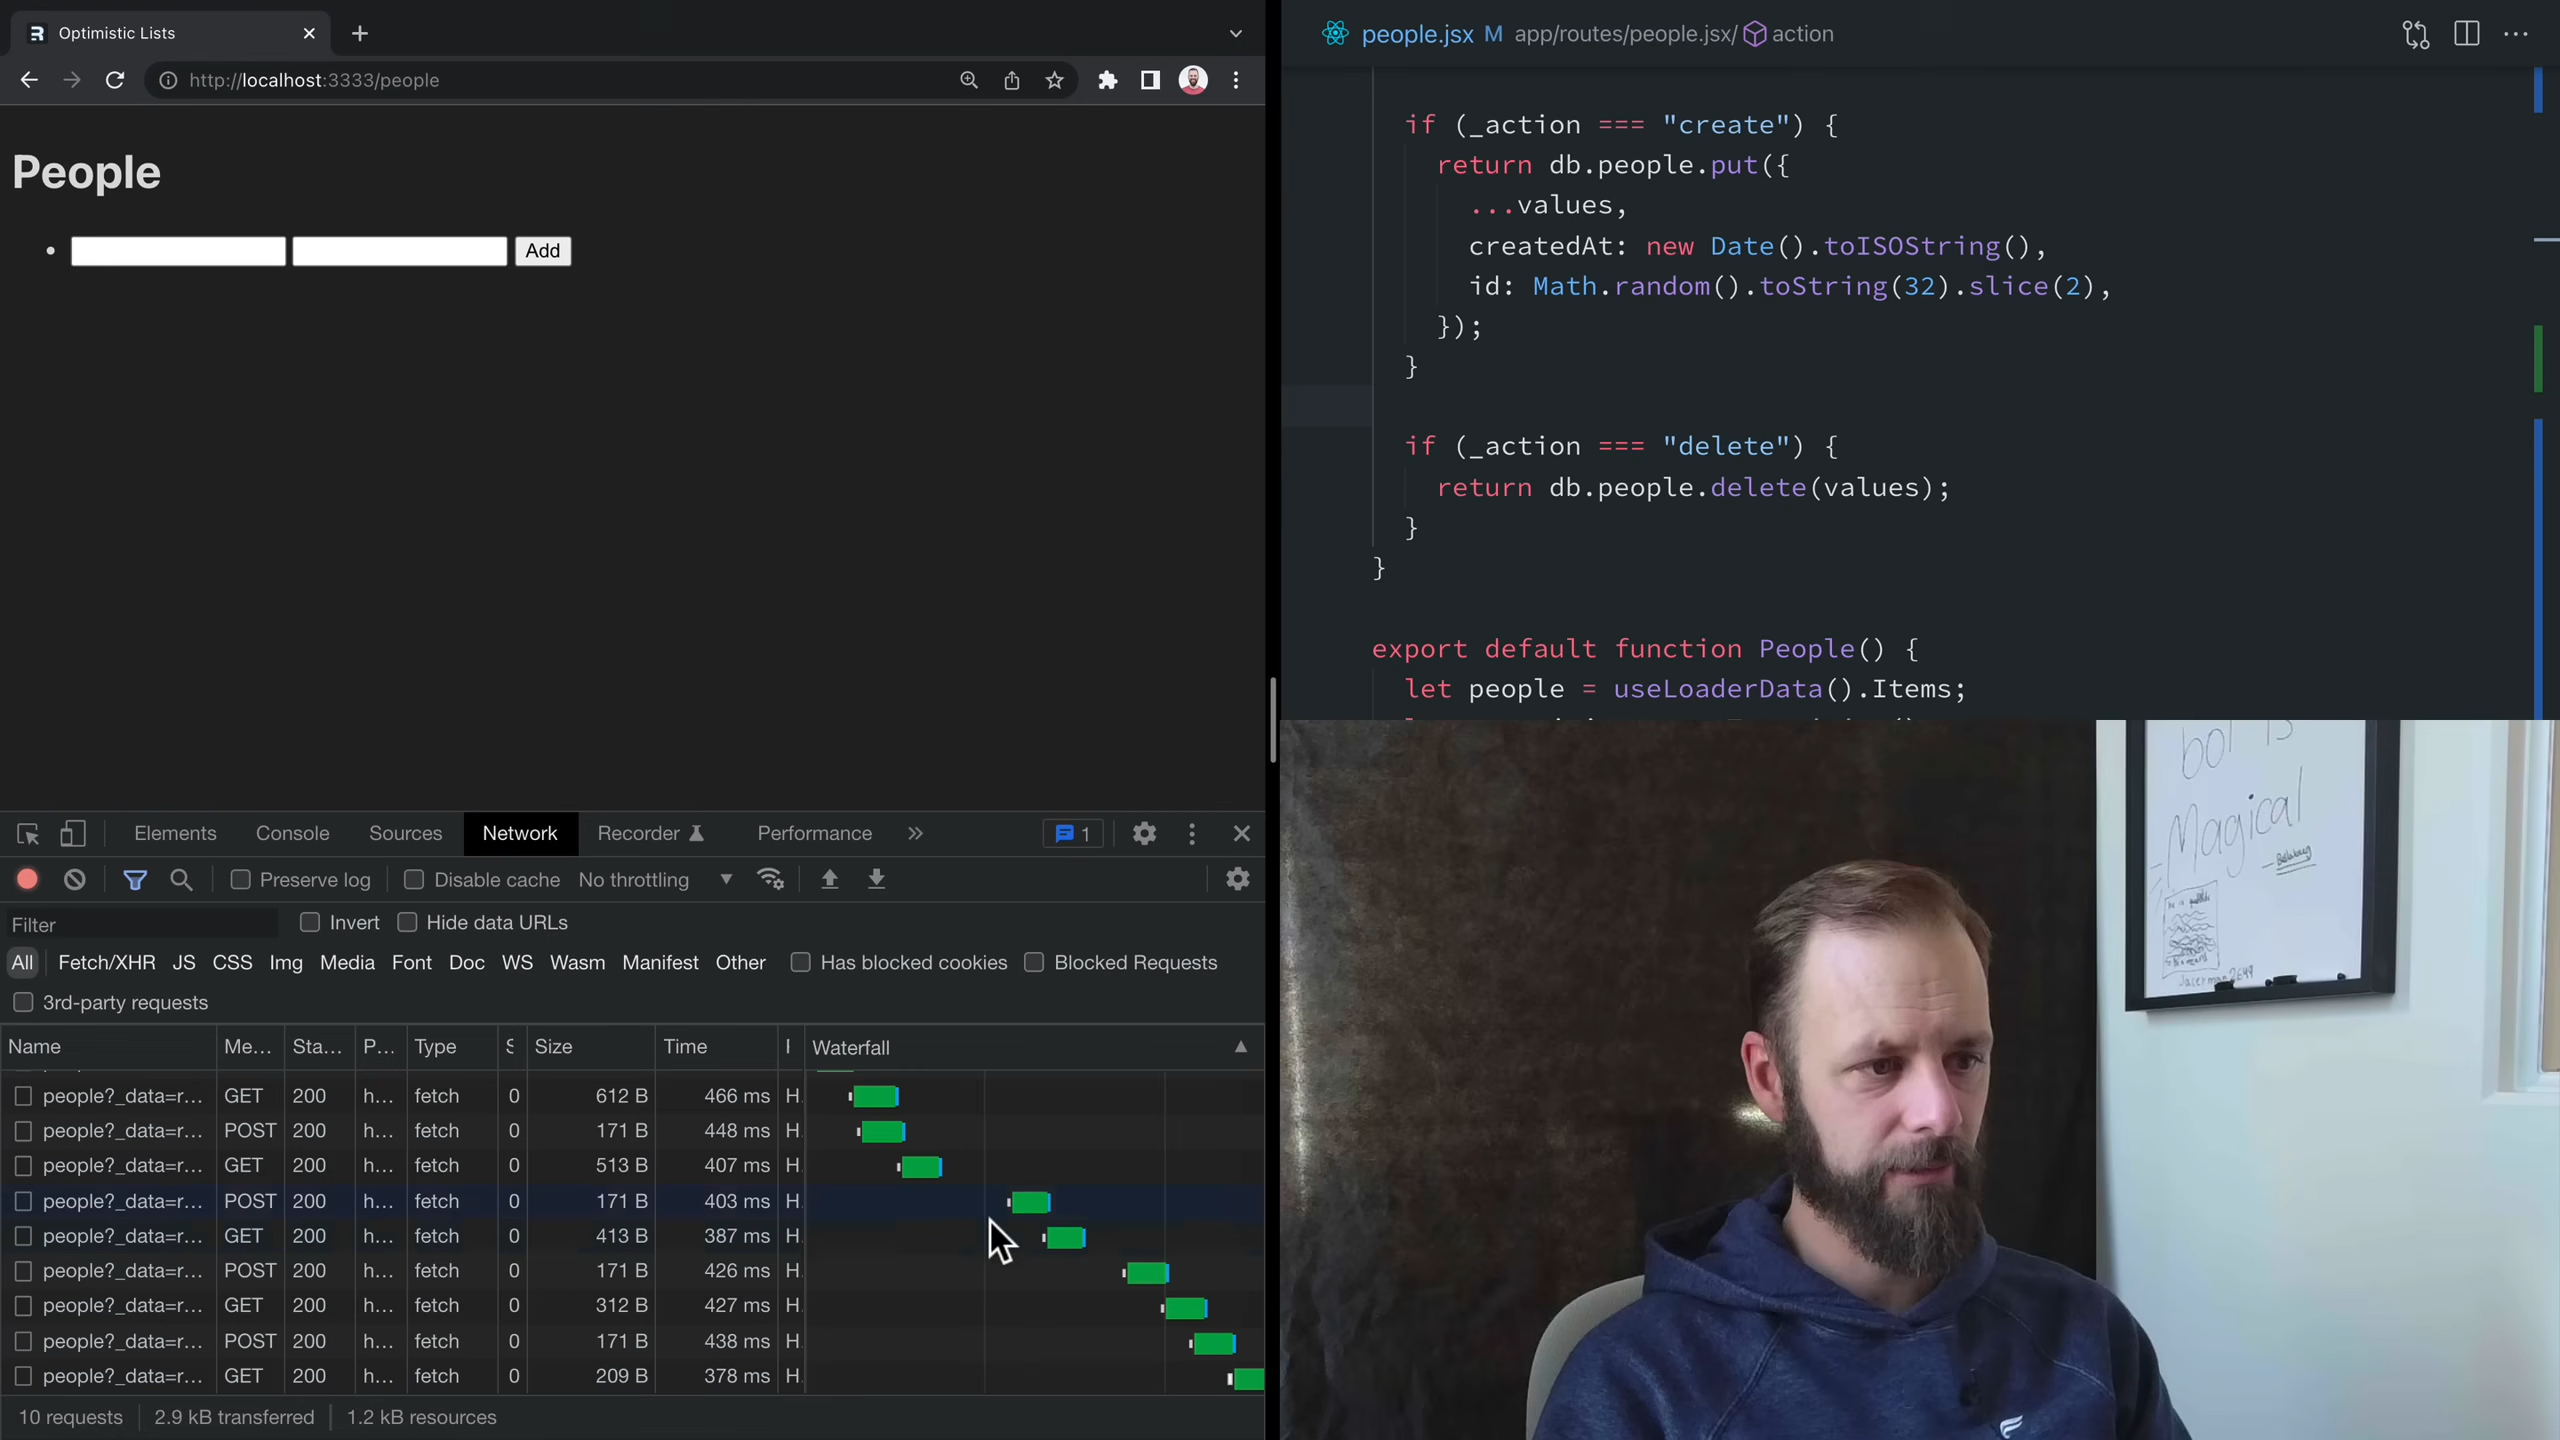 Optimistic Lists
http://localhost:3333/people
People
Add
Elements Console Sources Network Recorder Performance 1
Preserve log Disable cache No throttling
Filter Invert Hide data URLs
All Fetch/XHR JS CSS Img Media Font Doc WS Wasm Manifest Other Has blocked cookies Blocked Requests
3rd-party requests
Name Me... Sta... P... Type Size Time Waterfall
people?_data=r... GET 200 h... fetch 0 612 B 466 ms H.
people?_data=r... POST 200 h... fetch 0 171 B 448 ms H.
people?_data=r... GET 200 h... fetch 0 513 B 407 ms H.
people?_data=r... POST 200 h... fetch 0 171 B 403 ms H.
people?_data=r... GET 200 h... fetch 0 413 B 387 ms H.
people?_data=r... POST 200 h... fetch 0 171 B 426 ms H.
people?_data=r... GET 200 h... fetch 0 312 B 427 ms H.
people?_data=r... POST 200 h... fetch 0 171 B 438 ms H.
people?_data=r... GET 200 h... fetch 0 209 B 378 ms H.
10 requests 2.9 kB transferred 1.2 kB resources
people.jsx M app/routes/people.jsx/ action
if (_action === "create") {
return db.people.put({
...values,
createdAt: new Date().toISOString(),
id: Math.random().toString(32).slice(2),
});
}
if (_action === "delete") {
return db.people.delete(values);
}
}
export default function People() {
let people = useLoaderData().Items;
is
Magical